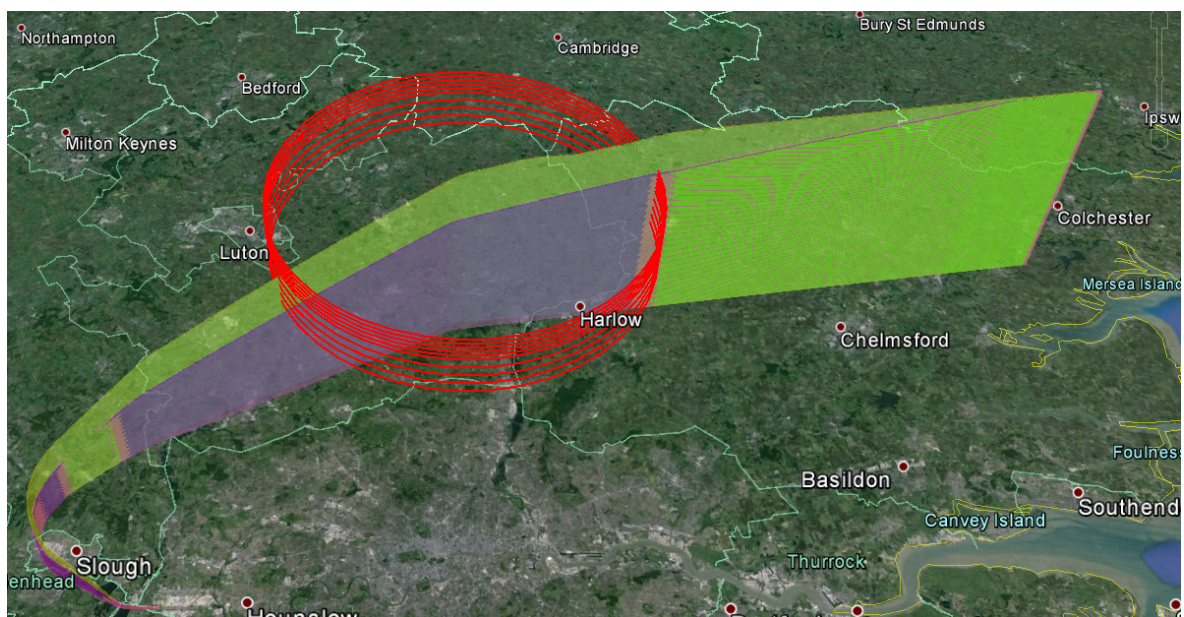 Bury St Edmunds
Northampton
Cambridge
Bedford
Ipsw
Milton Keynes
Colchester
Luton
Mersea Island
Harlow
Chelmsford
Foulness
Basildon
Southend
Canvey Island
Slough
Thurrock
enhead